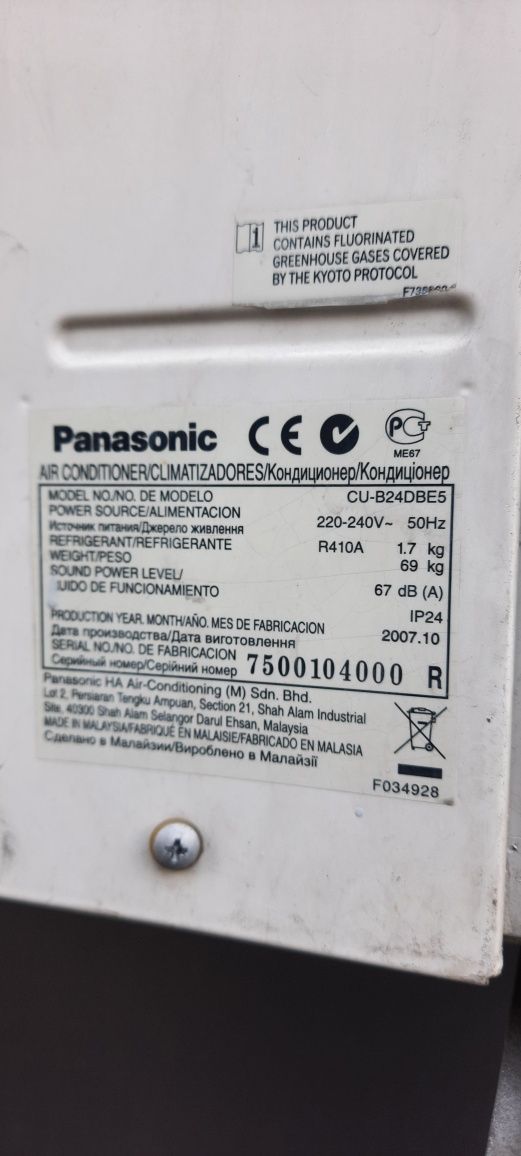 THIS PRODUCT
CONTAINS FLUORINATED
GREENHOUSE GASES COVERED
BY THE KYOTO PROTOCOL
Panasonic CE PCT
ME67
AIR CONDITIONER/CLIMATIZADORES/Кондиционер/Кондиціонер
MODEL NO./NO. DE MODELO CU-B24DBE5
POWER SOURCE/ALIMENTACION
Источник питания/Джерело живлення 220-240V~ 50Hz
REFRIGERANT/REFRIGERANTE R410A 1.7 kg
WEIGHT/PESO 69 kg
SOUND POWER LEVEL/
UIDO DE FUNCIONAMIENTO 67 dB (A)
IP24
PRODUCTION YEAR. MONTH/AÑO. MES DE FABRICACION
Дата производства/Дата виготовлення 2007.10
SERIAL NO./NO. DE FABRICACION
Серийный номер/Серійний номер 7500104000 R
Panasonic HA Air-Conditioning (M) Sdn. Bhd.
Lot 2, Persiaran Tengku Ampuan, Section 21, Shah Alam Industrial
Site. 40300 Shah Alam Selangor Darul Ehsan, Malaysia
MADE IN MALAYSIA/FABRIQUÉ EN MALAISIE/FABRICADO EN MALASIA
Сделано в Малайзии/Вироблено в Малайзії
F034928